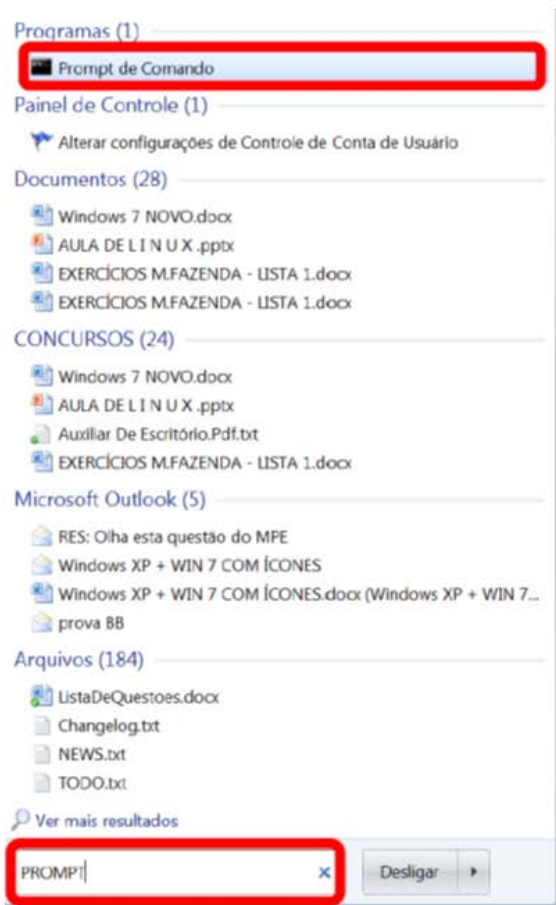 Programas (1)
Prompt de Comando
Painel de Controle (1)
Alterar configurações de Controle de Conta de Usuário
Documentos (28)
Windows 7 NOVO.docx
AULA DE L I N U X .pptx
EXERCÍCIOS M.FAZENDA - LISTA 1.docx
EXERCÍCIOS M.FAZENDA - LISTA 1.docx
CONCURSOS (24)
Windows 7 NOVO.docx
AULA DE L I N U X .pptx
Auxiliar De Escritório.Pdf.txt
EXERCÍCIOS M.FAZENDA - LISTA 1.docx
Microsoft Outlook (5)
RES: Olha esta questão do MPE
Windows XP + WIN 7 COM ÍCONES
Windows XP + WIN 7 COM ÍCONES.docx (Windows XP + WIN 7...
prova BB
Arquivos (184)
ListaDeQuestoes.docx
Changelog.txt
NEWS.txt
TODO.txt
Ver mais resultados
PROMPT
Desligar